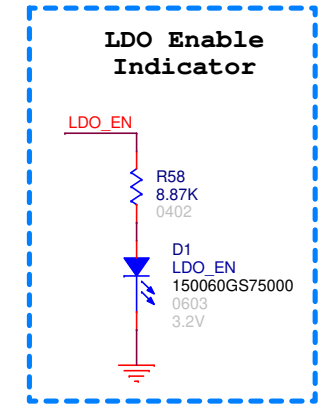 LDO Enable
Indicator
LDO_EN
R58
8.87K
0402
D1
LDO_EN
150060GS75000
0603
3.2V